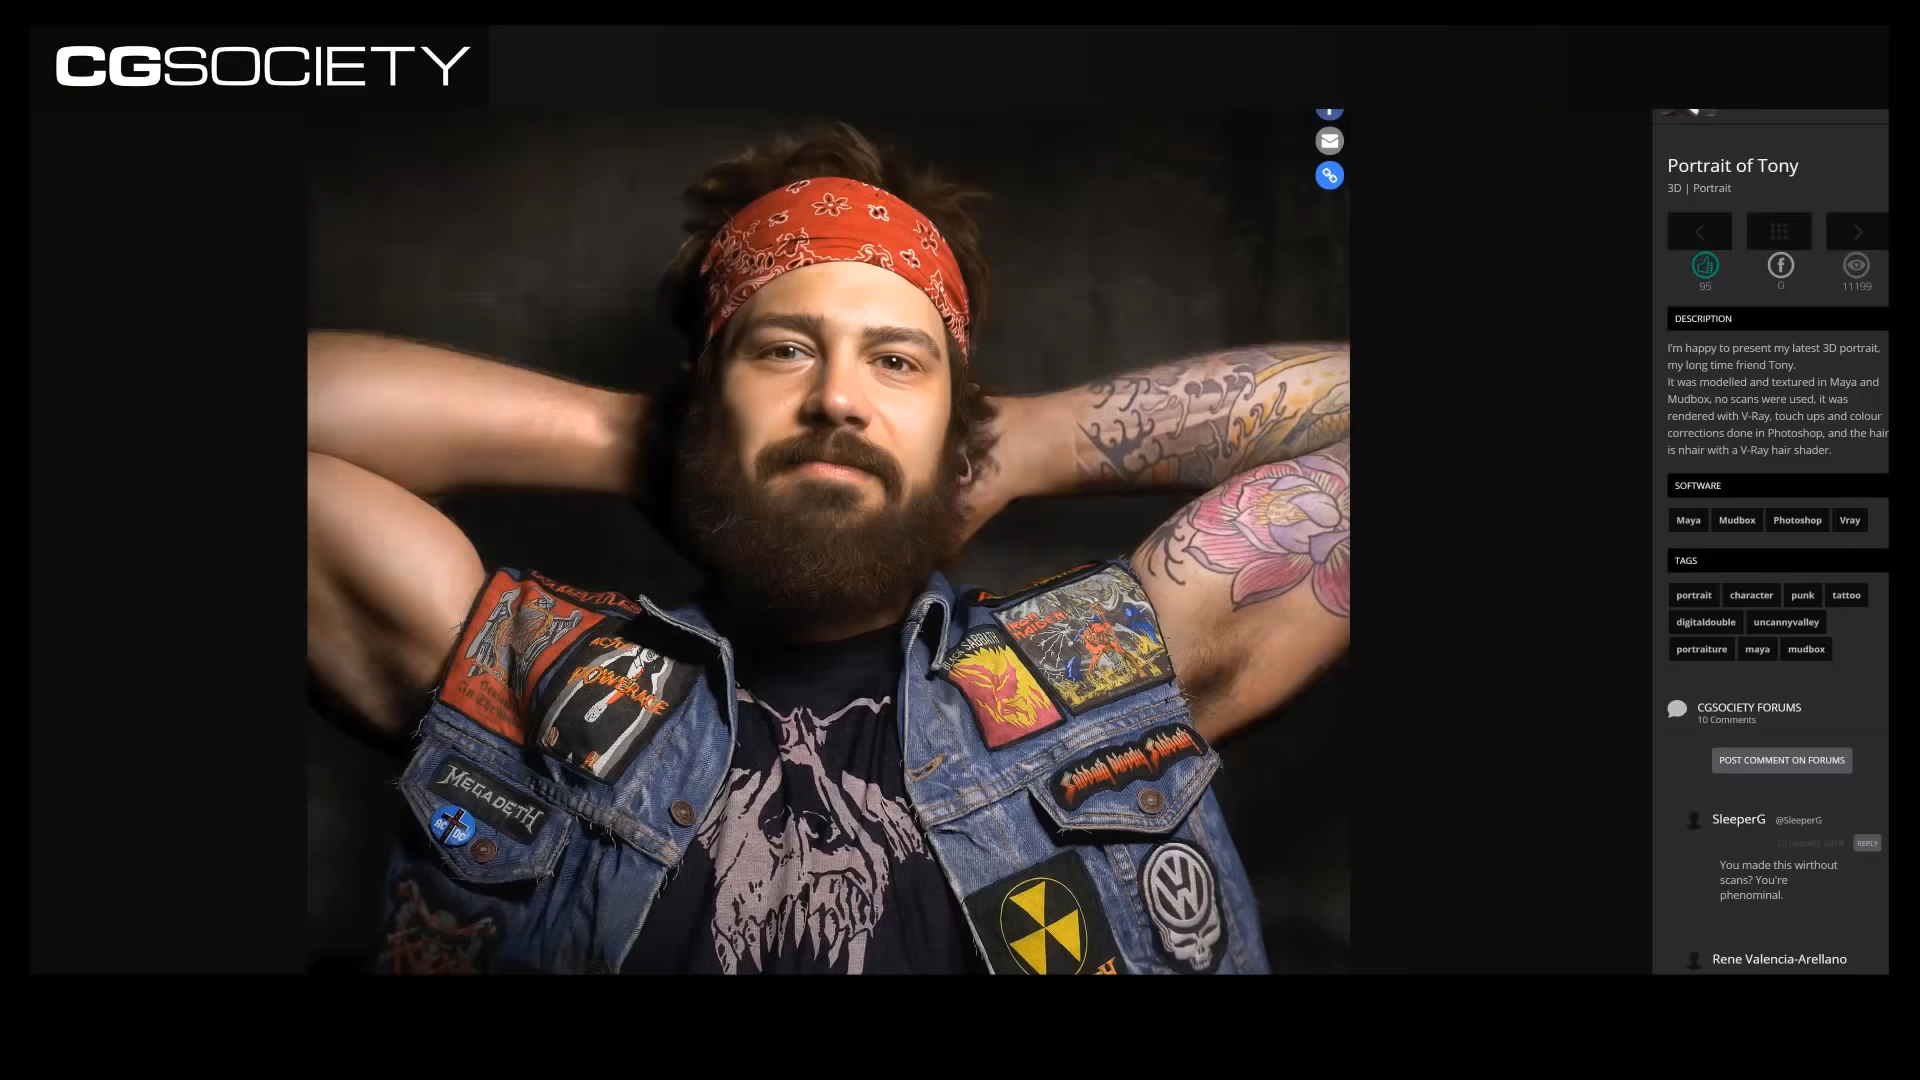 CGSOCIETY
Portrait of Tony
3D | Portrait
95
0
11199
DESCRIPTION
I'm happy to present my latest 3D portrait,
my long time friend Tony.
It was modelled and textured in Maya and
Mudbox, no scans were used, it was
rendered with V-Ray, touch ups and colour
corrections done in Photoshop, and the hair
is nhair with a V-Ray hair shader.
SOFTWARE
Maya Mudbox Photoshop Vray
TAGS
portrait character punk tattoo
digitaldouble uncannyvalley
portraiture maya mudbox
CGSOCIETY FORUMS
10 Comments
POST COMMENT ON FORUMS
SleeperG @SleeperG
REPLY
You made this wirthout
scans? You're
phenominal.
Rene Valencia-Arellano
POWERAGE
MEGADETH
AC DC
BLACK SABBATH
IRON
MAIDEN
Sabbath Bloody Sabbath
VW